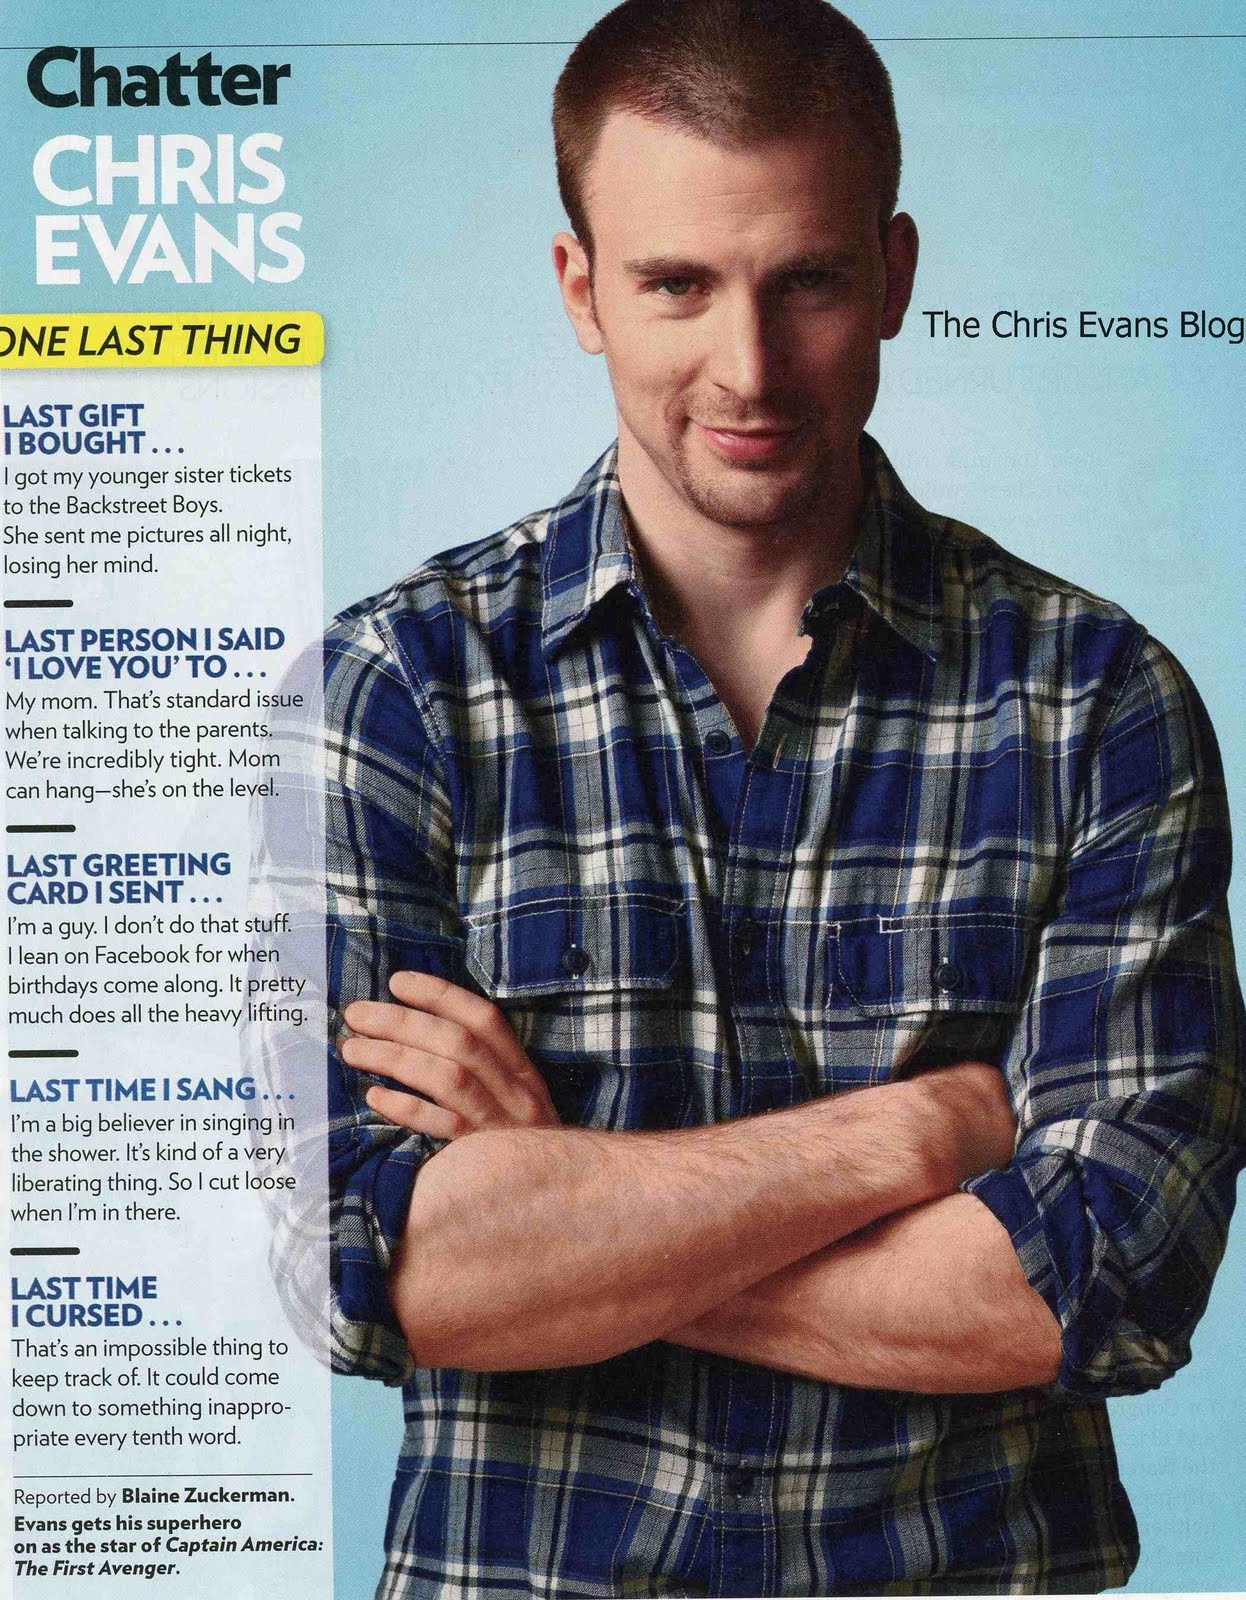 Chatter
CHRIS
EVANS
ONE LAST THING
The Chris Evans Blog
LAST GIFT
I BOUGHT...
I got my younger sister tickets
to the Backstreet Boys.
She sent me pictures all night,
losing her mind.
LAST PERSON I SAID
‘I LOVE YOU’ TO...
My mom. That’s standard issue
when talking to the parents.
We’re incredibly tight. Mom
can hang—she’s on the level.
LAST GREETING
CARD I SENT...
I’m a guy. I don’t do that stuff.
I lean on Facebook for when
birthdays come along. It pretty
much does all the heavy lifting.
LAST TIME I SANG...
I’m a big believer in singing in
the shower. It’s kind of a very
liberating thing. So I cut loose
when I’m in there.
LAST TIME
I CURSED...
That’s an impossible thing to
keep track of. It could come
down to something inappro-
priate every tenth word.
Reported by Blaine Zuckerman.
Evans gets his superhero
on as the star of Captain America:
The First Avenger.